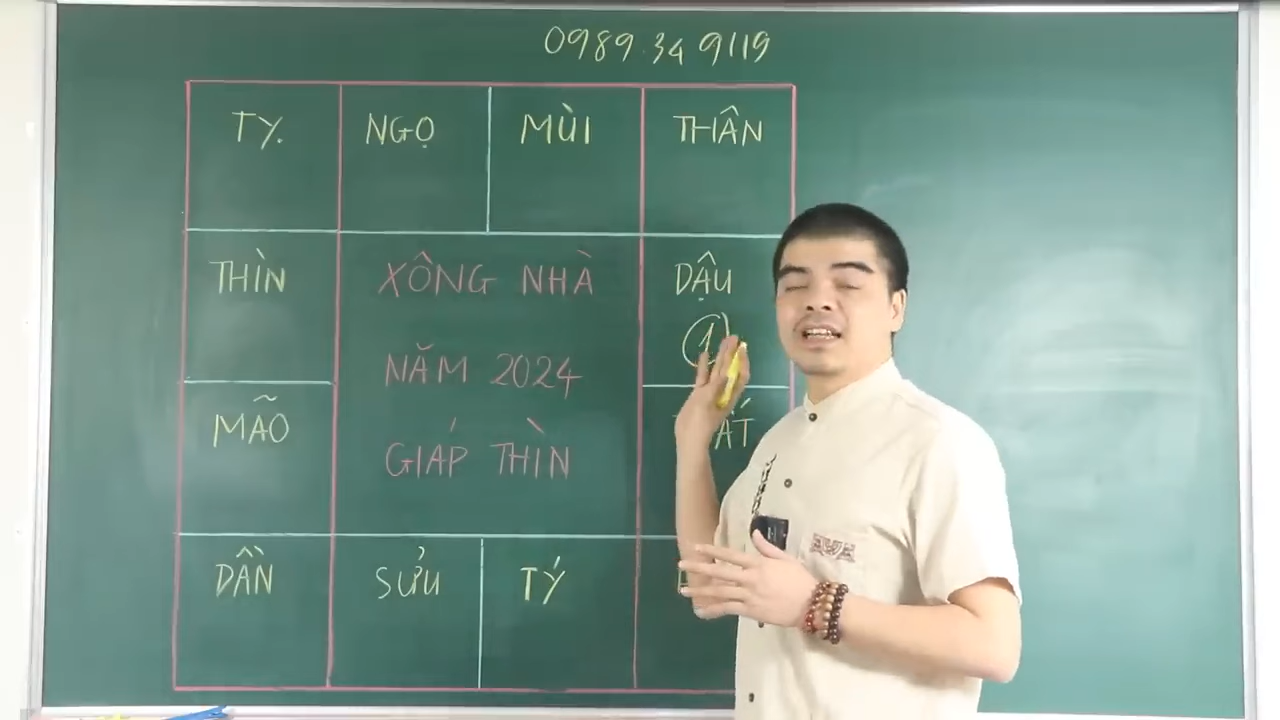 0989.34 9119
TỴ
NGỌ
MÙI
THÂN
THÌN
XÔNG NHÀ
DẬU
1
NĂM 2024
MÃO
GIÁP THÌN
DẦN
SỬU
TÝ